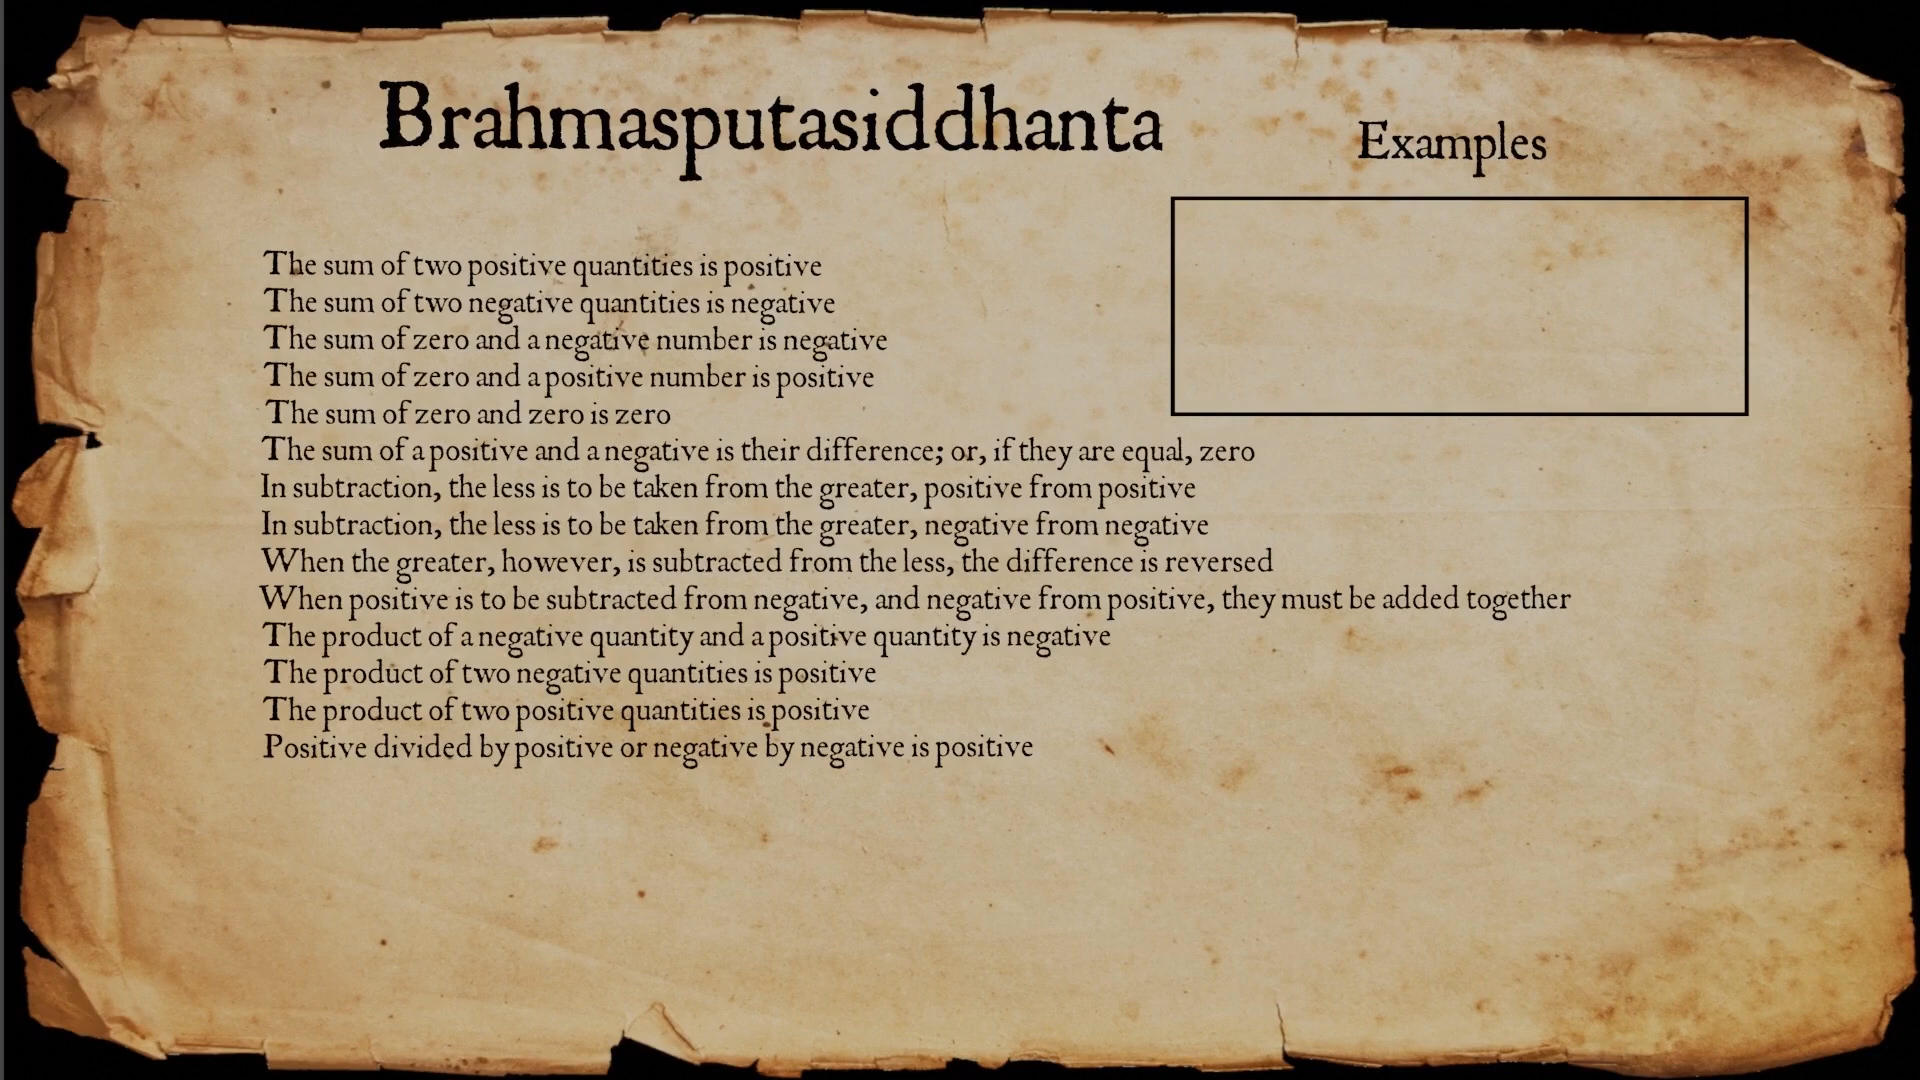 Brahmasputasiddhanta
Examples
The sum of two positive quantities is positive
The sum of two negative quantities is negative
The sum of zero and a negative number is negative
The sum of zero and a positive number is positive
The sum of zero and zero is zero
The sum of a positive and a negative is their difference; or, if they are equal, zero
In subtraction, the less is to be taken from the greater, positive from positive
In subtraction, the less is to be taken from the greater, negative from negative
When the greater, however, is subtracted from the less, the difference is reversed
When positive is to be subtracted from negative, and negative from positive, they must be added together
The product of a negative quantity and a positive quantity is negative
The product of two negative quantities is positive
The product of two positive quantities is positive
Positive divided by positive or negative by negative is positive